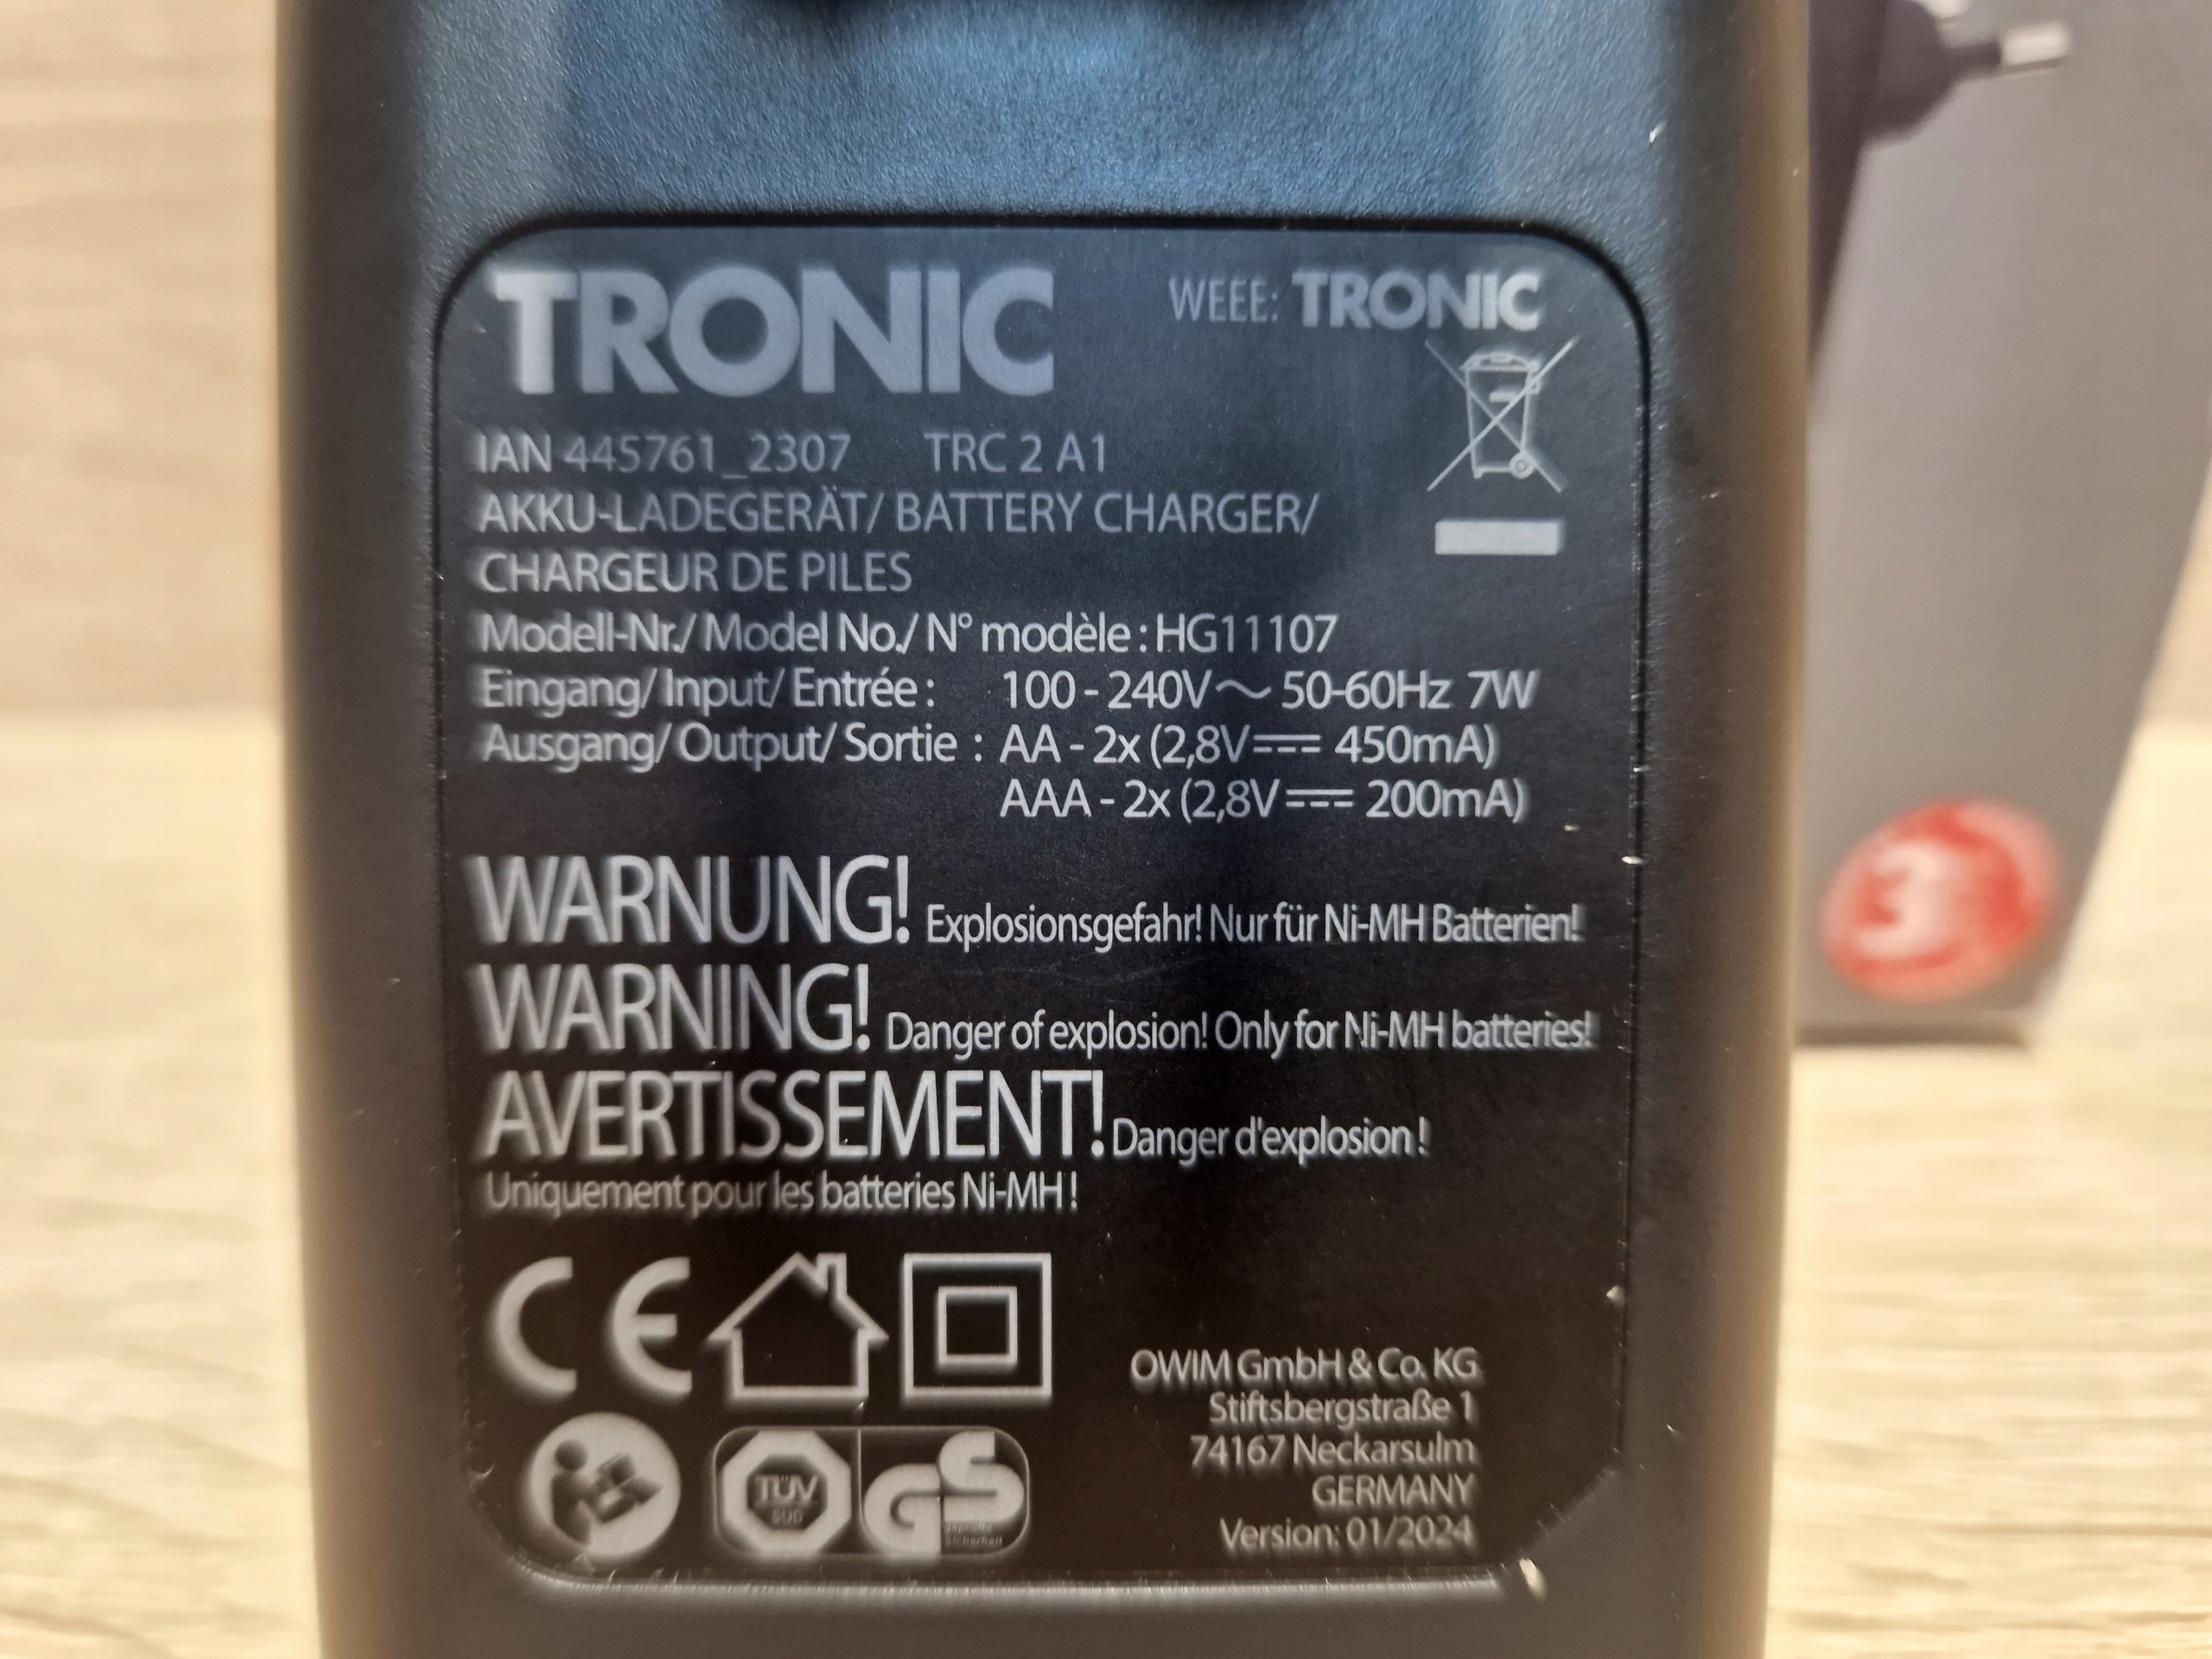 TRONIC
WEEE: TRONIC
IAN 445761_2307 TRC 2 A1
AKKU-LADEGERÄT/ BATTERY CHARGER/
CHARGEUR DE PILES
Modell-Nr./ Model No./ N° modèle : HG11107
Eingang/ Input/ Entrée : 100 - 240V～ 50-60Hz 7W
Ausgang/ Output/ Sortie : AA - 2x (2,8V⎓ 450mA)
AAA - 2x (2,8V⎓ 200mA)
WARNUNG! Explosionsgefahr! Nur für Ni-MH Batterien!
WARNING! Danger of explosion! Only for Ni-MH batteries!
AVERTISSEMENT! Danger d'explosion !
Uniquement pour les batteries Ni-MH !
CE
TÜV
SÜD
GS
geprüfte
Sicherheit
OWIM GmbH & Co. KG
Stiftsbergstraße 1
74167 Neckarsulm
GERMANY
Version: 01/2024
3